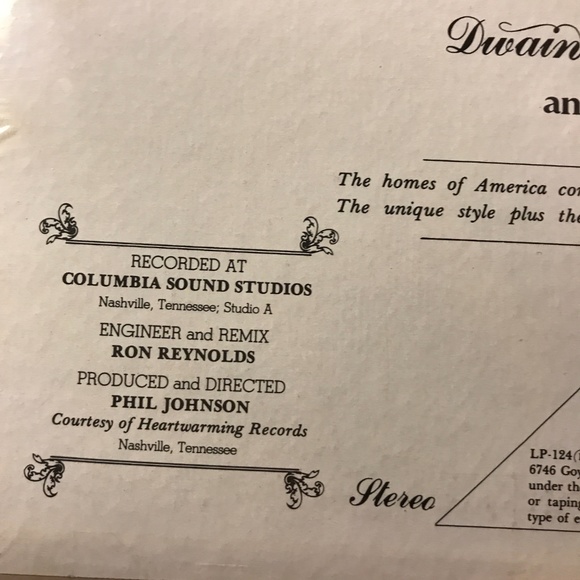 Dwain
an
The homes of America
The unique style plus the
RECORDED AT
COLUMBIA SOUND STUDIOS
Nashville, Tennessee; Studio A
ENGINEER and REMIX
RON REYNOLDS
PRODUCED and DIRECTED
PHIL JOHNSON
Courtesy of Heartwarming Records
Nashville, Tennessee
Stereo
LP-124
6746
under th
or taping
type of e